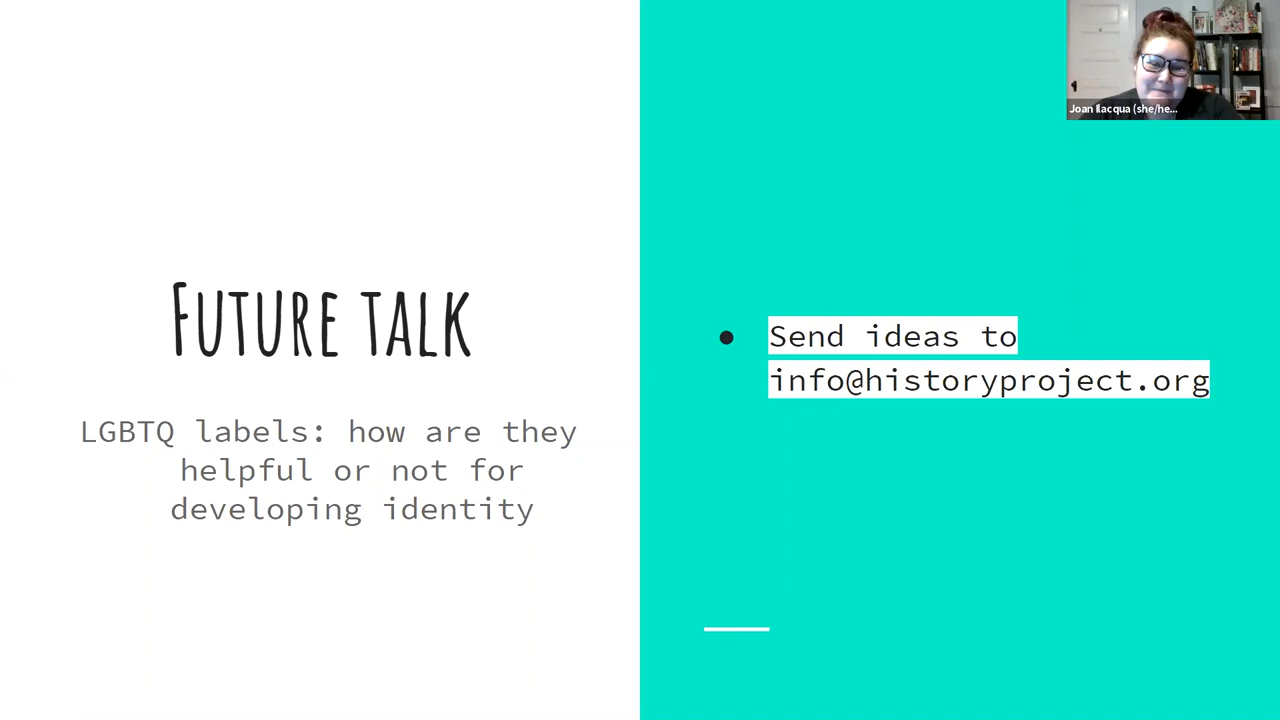 Future talk
LGBTQ labels: how are they
helpful or not for
developing identity
● Send ideas to
info@historyproject.org
Joan Ilacqua (she/he...